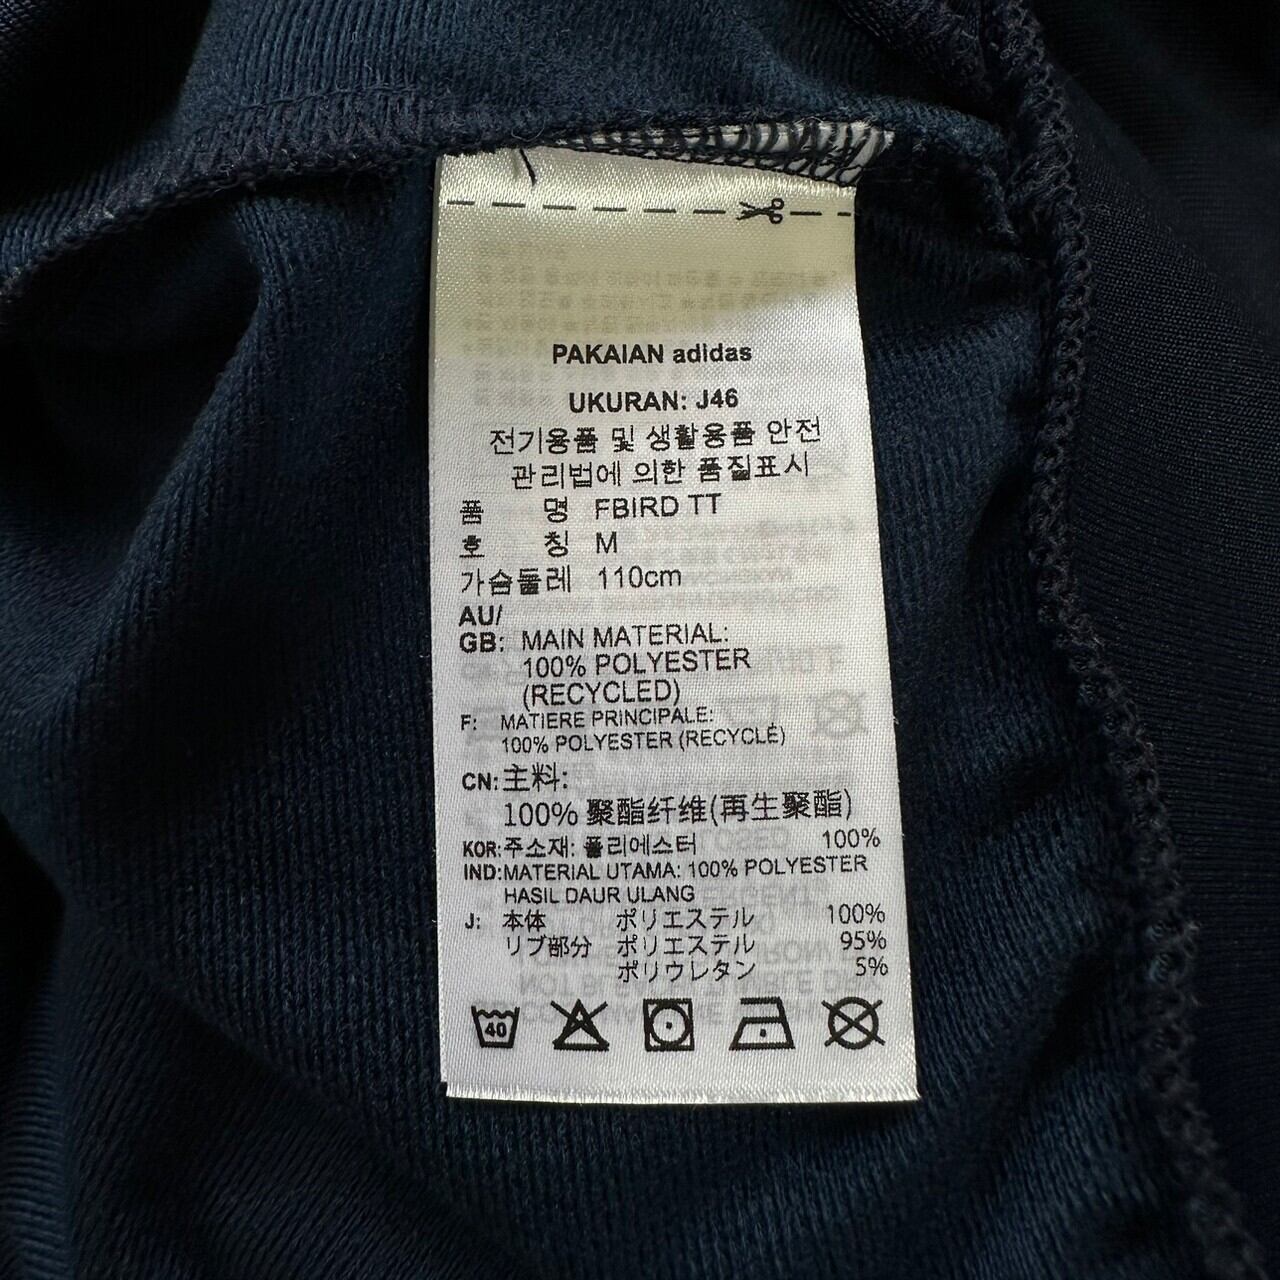 PAKAIAN adidas
UKURAN: J46
전기용품 및 생활용품 안전
관리법에 의한 품질표시
품 명 FBIRD TT
호 칭 M
가슴둘레 110cm
AU/
GB: MAIN MATERIAL:
100% POLYESTER
(RECYCLED)
F: MATIERE PRINCIPALE:
100% POLYESTER (RECYCLÉ)
CN: 主料:
100% 聚酯纤维(再生聚酯)
KOR: 주소재: 폴리에스터 100%
IND: MATERIAL UTAMA: 100% POLYESTER
HASIL DAUR ULANG
J: 本体 ポリエステル 100%
リブ部分 ポリエステル 95%
ポリウレタン 5%
40